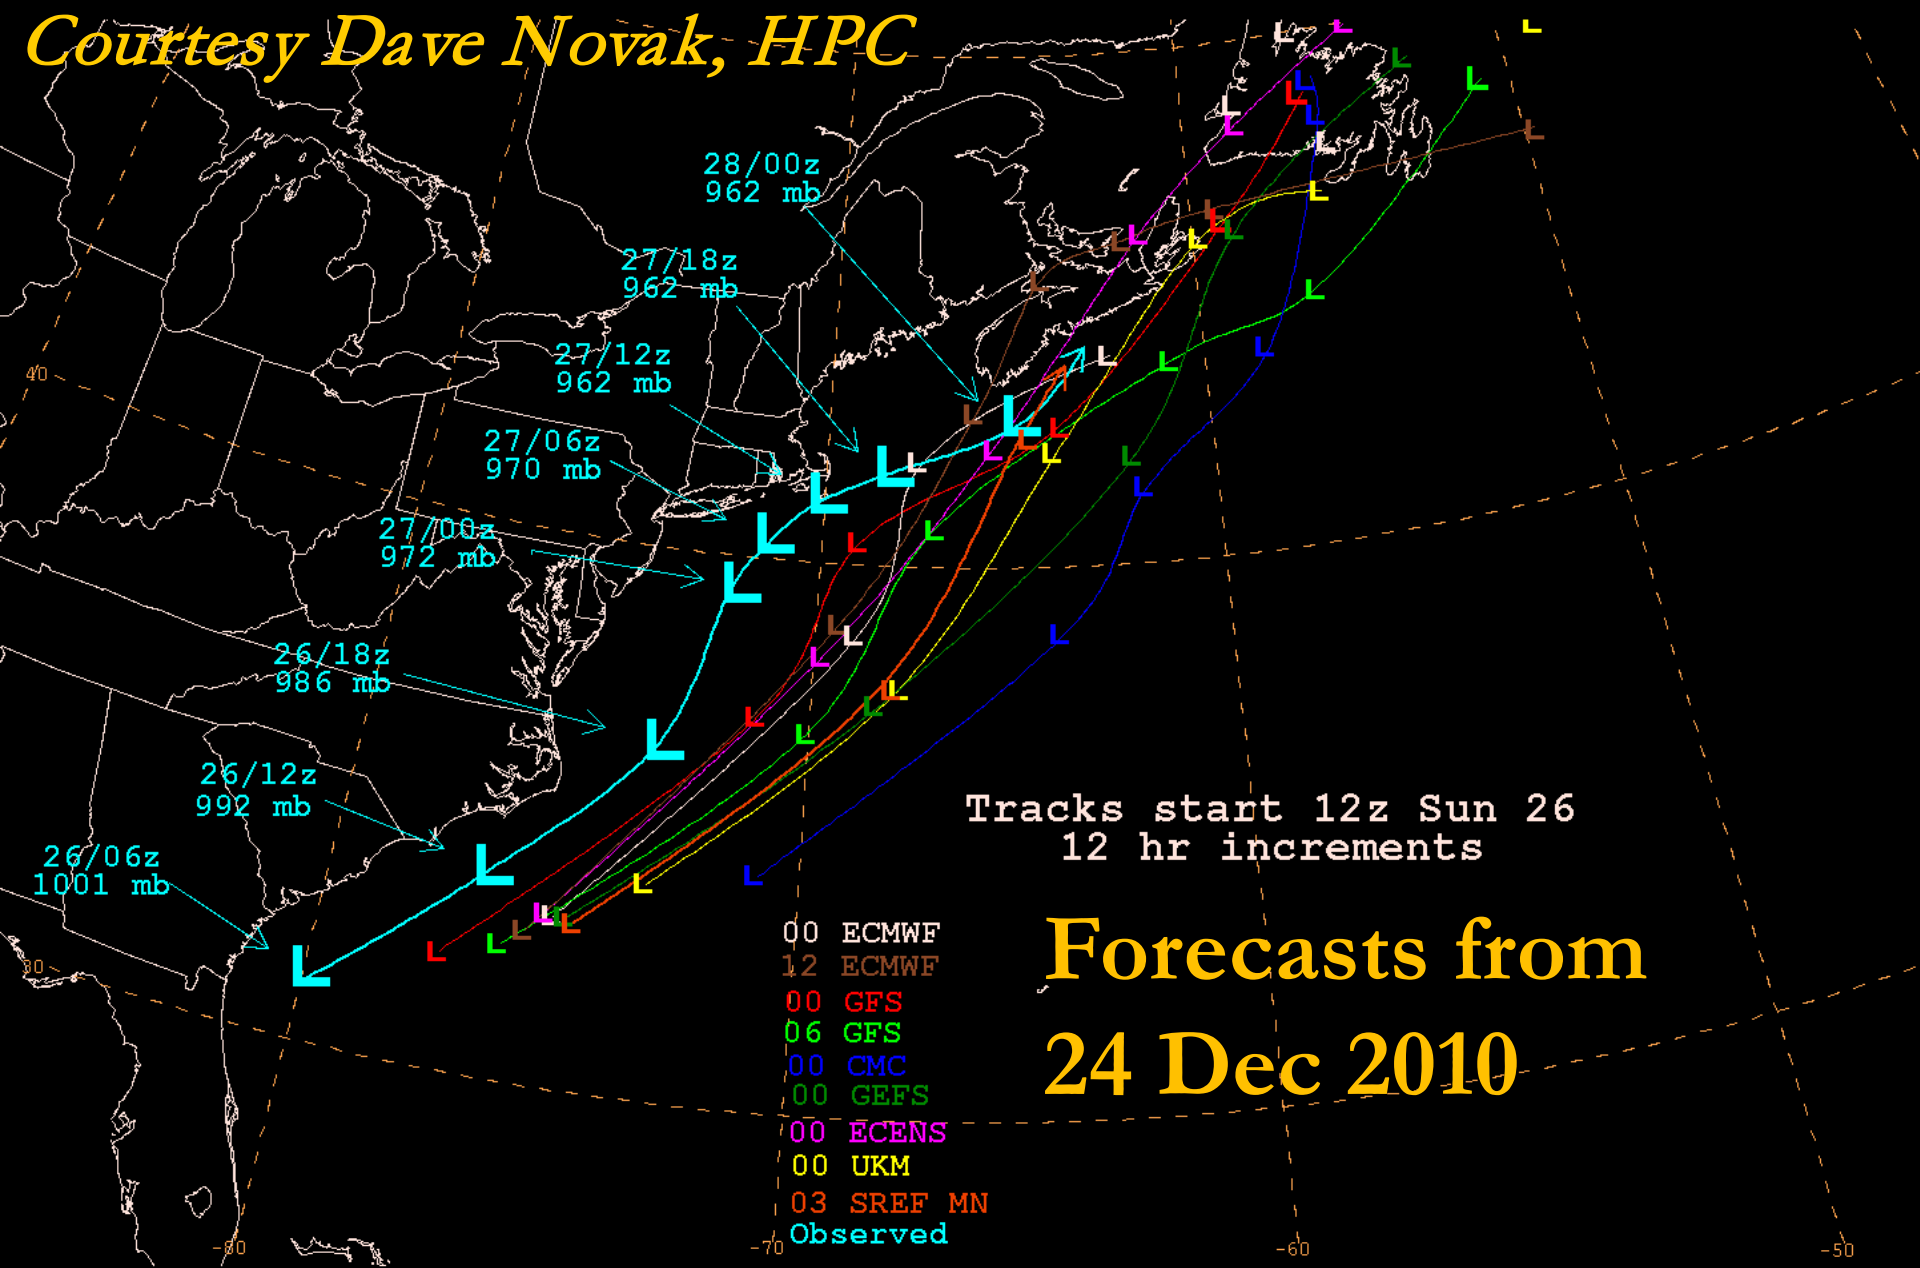 Courtesy Dave Novak, HPC
28/00z
962 mb
27/18z
962 mb
27/12z
962 mb
40
27/06z
970 mb
27/00z
972 mb
26/18z
986 mb
26/12z
992 mb
26/06z
1001 mb
30
Tracks start 12z Sun 26
12 hr increments
Forecasts from
24 Dec 2010
00 ECMWF
12 ECMWF
00 GFS
06 GFS
00 CMC
00 GEFS
00 ECENS
00 UKM
03 SREF MN
Observed
-80
-70
-60
-50